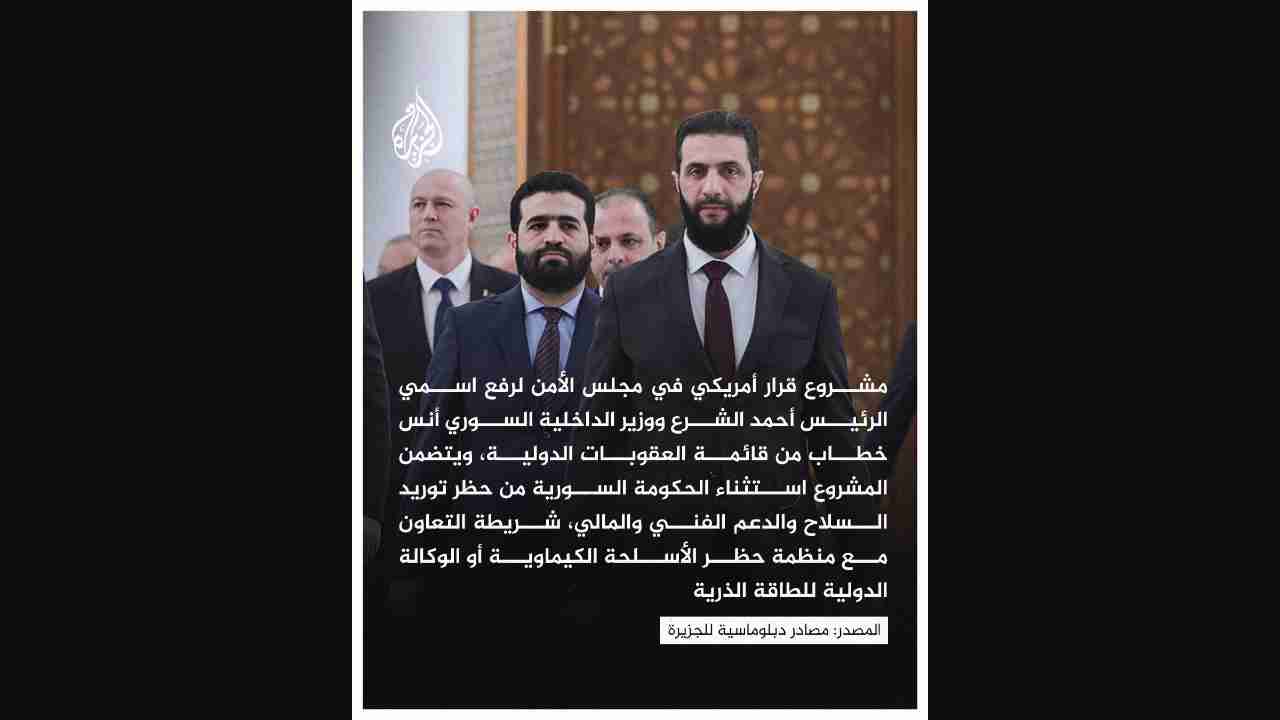 الجزيرة
مشروع قرار أمريكي في مجلس الأمن لرفع اسمي
الرئيس أحمد الشرع ووزير الداخلية السوري أنس
خطاب من قائمة العقوبات الدولية، ويتضمن
المشروع استثناء الحكومة السورية من حظر توريد
السلاح والدعم الفني والمالي، شريطة التعاون
مع منظمة حظر الأسلحة الكيماوية أو الوكالة
الدولية للطاقة الذرية
المصدر: مصادر دبلوماسية للجزيرة